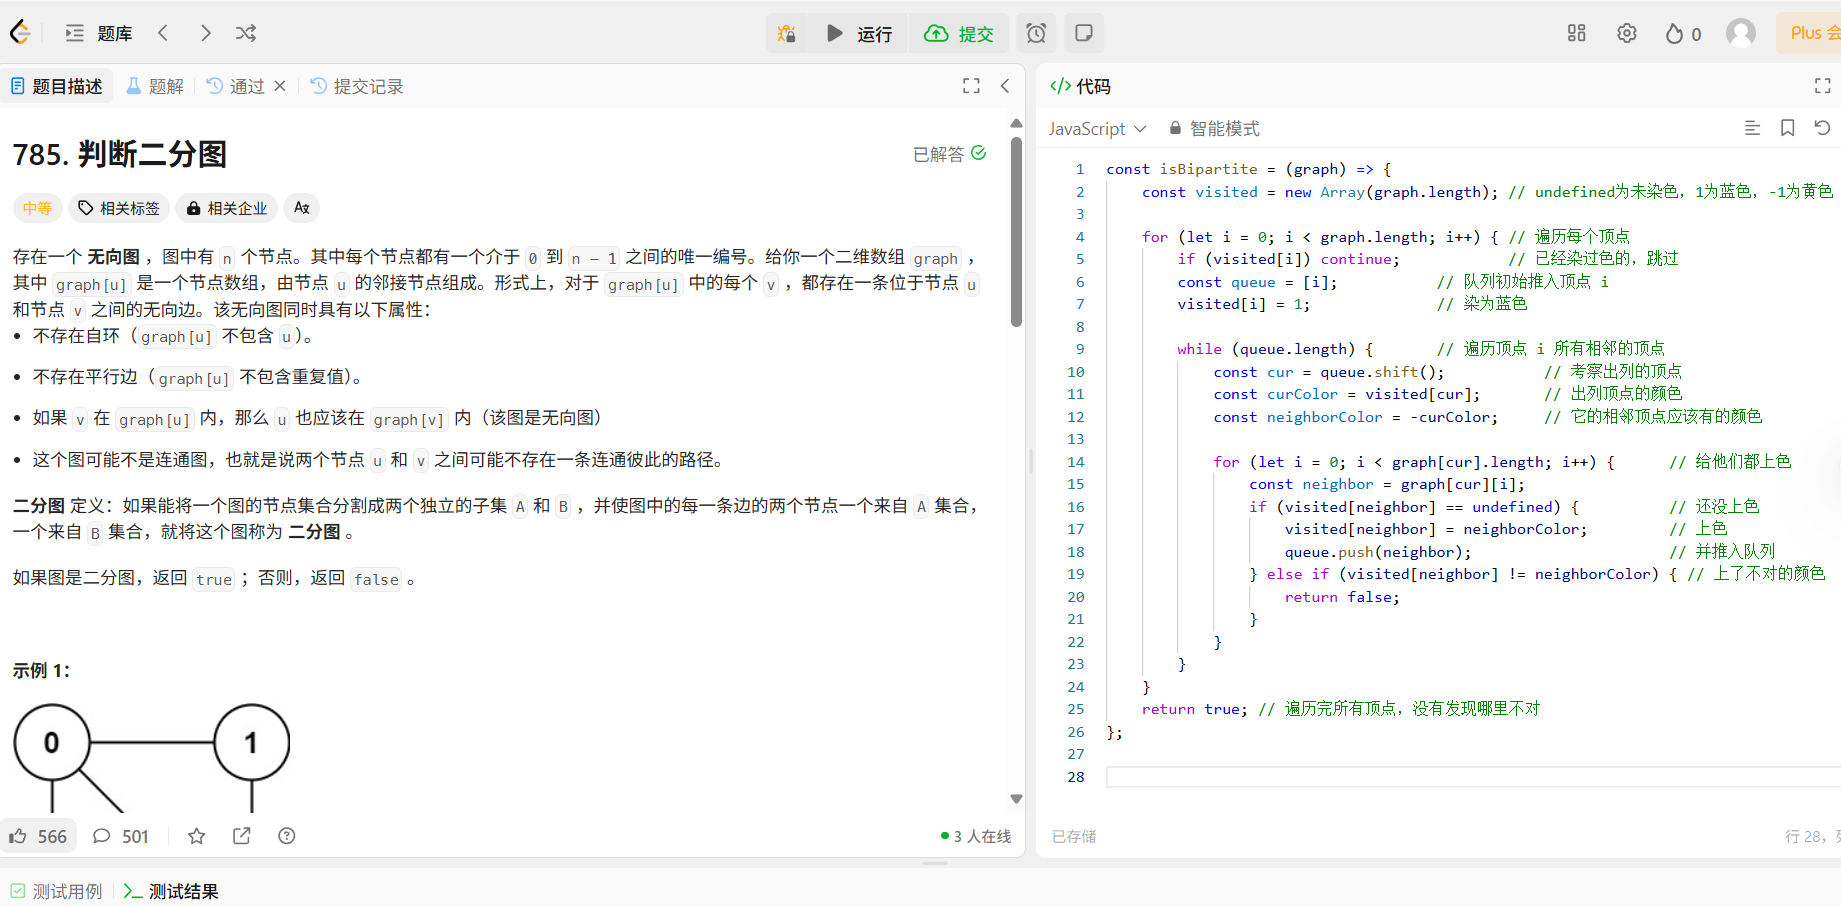 题库
运行
提交
0
Plus 会
题目描述
题解
通过
提交记录
785. 判断二分图
已解答
中等
相关标签
相关企业
存在一个 无向图 ，图中有 n 个节点。其中每个节点都有一个介于 0 到 n - 1 之间的唯一编号。给你一个二维数组 graph ，
其中 graph[u] 是一个节点数组，由节点 u 的邻接节点组成。形式上，对于 graph[u] 中的每个 v ，都存在一条位于节点 u
和节点 v 之间的无向边。该无向图同时具有以下属性：
不存在自环（graph[u] 不包含 u）。
不存在平行边（graph[u] 不包含重复值）。
如果 v 在 graph[u] 内，那么 u 也应该在 graph[v] 内（该图是无向图）
这个图可能不是连通图，也就是说两个节点 u 和 v 之间可能不存在一条连通彼此的路径。
二分图 定义：如果能将一个图的节点集合分割成两个独立的子集 A 和 B ，并使图中的每一条边的两个节点一个来自 A 集合，
一个来自 B 集合，就将这个图称为 二分图 。
如果图是二分图，返回 true ；否则，返回 false 。
示例 1：
0
1
566
501
3 人在线
代码
JavaScript
智能模式
1 const isBipartite = (graph) => {
2 const visited = new Array(graph.length); // undefined为未染色，1为蓝色，-1为黄色
3
4 for (let i = 0; i < graph.length; i++) { // 遍历每个顶点
5 if (visited[i]) continue; // 已经染过色的，跳过
6 const queue = [i]; // 队列初始推入顶点 i
7 visited[i] = 1; // 染为蓝色
8
9 while (queue.length) { // 遍历顶点 i 所有相邻的顶点
10 const cur = queue.shift(); // 考察出列的顶点
11 const curColor = visited[cur]; // 出列顶点的颜色
12 const neighborColor = -curColor; // 它的相邻顶点应该有的颜色
13
14 for (let i = 0; i < graph[cur].length; i++) { // 给他们都上色
15 const neighbor = graph[cur][i];
16 if (visited[neighbor] == undefined) { // 还没上色
17 visited[neighbor] = neighborColor; // 上色
18 queue.push(neighbor); // 并推入队列
19 } else if (visited[neighbor] != neighborColor) { // 上了不对的颜色
20 return false;
21 }
22 }
23 }
24 }
25 return true; // 遍历完所有顶点，没有发现哪里不对
26 };
27
28
已存储
行 28，
测试用例
测试结果